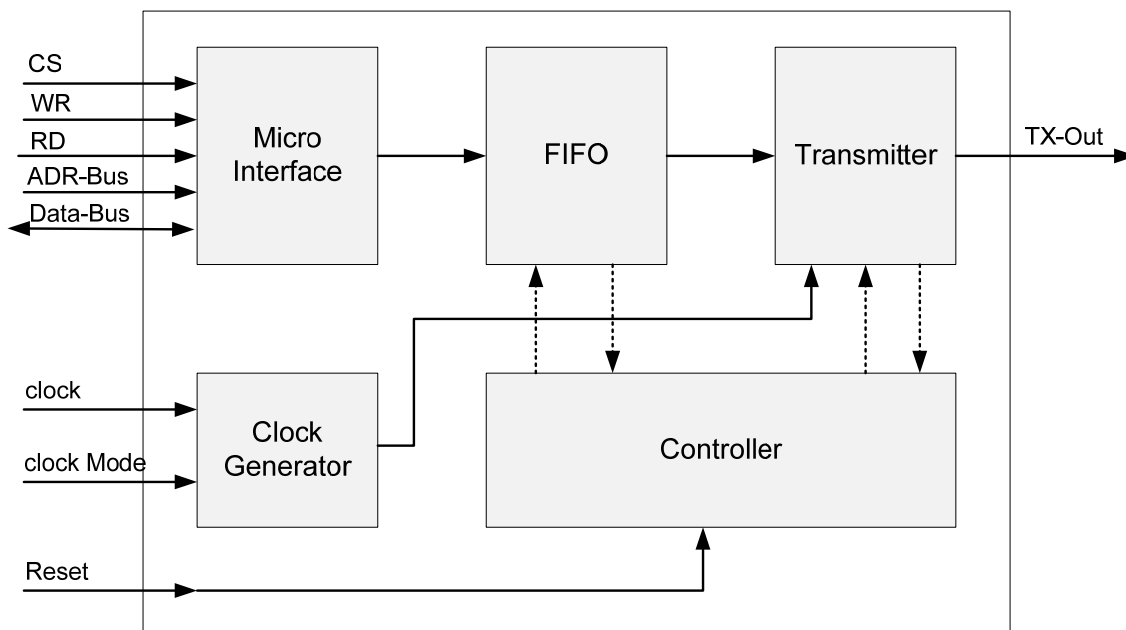 CS
WR
RD
ADR-Bus
Data-Bus
Micro
Interface
FIFO
Transmitter
TX-Out
clock
clock Mode
Clock
Generator
Controller
Reset